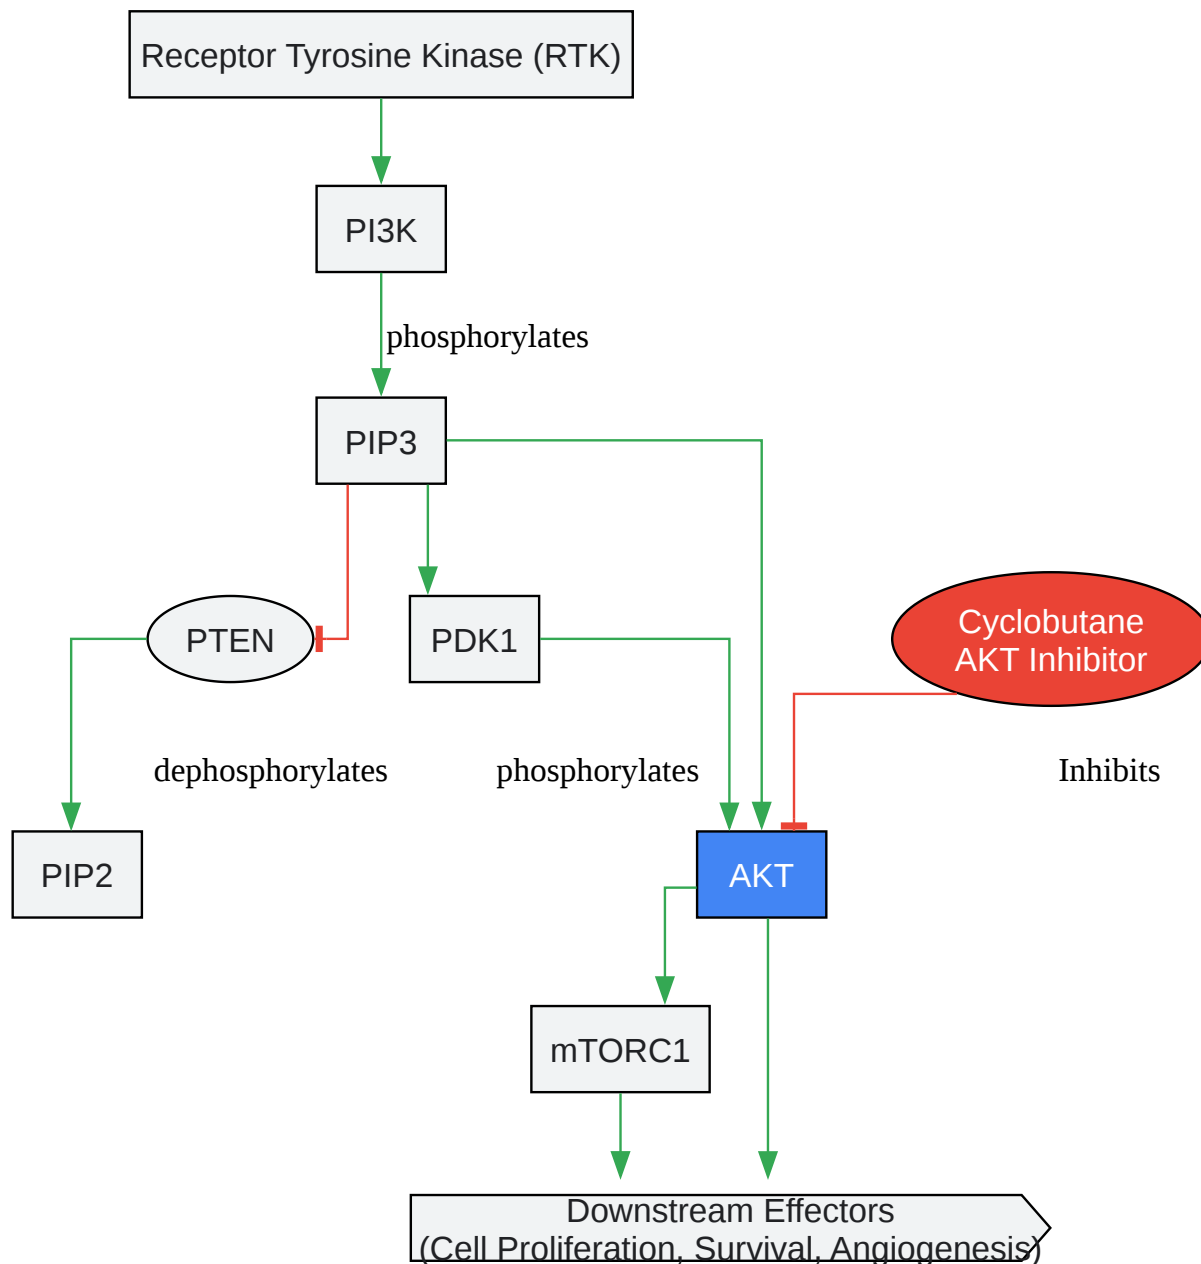 Receptor Tyrosine Kinase (RTK)
PI3K
phosphorylates
PIP3
PTEN
PDK1
Cyclobutane
AKT Inhibitor
dephosphorylates
phosphorylates
Inhibits
PIP2
AKT
mTORC1
Downstream Effectors
(Cell Proliferation, Survival, Angiogenesis)